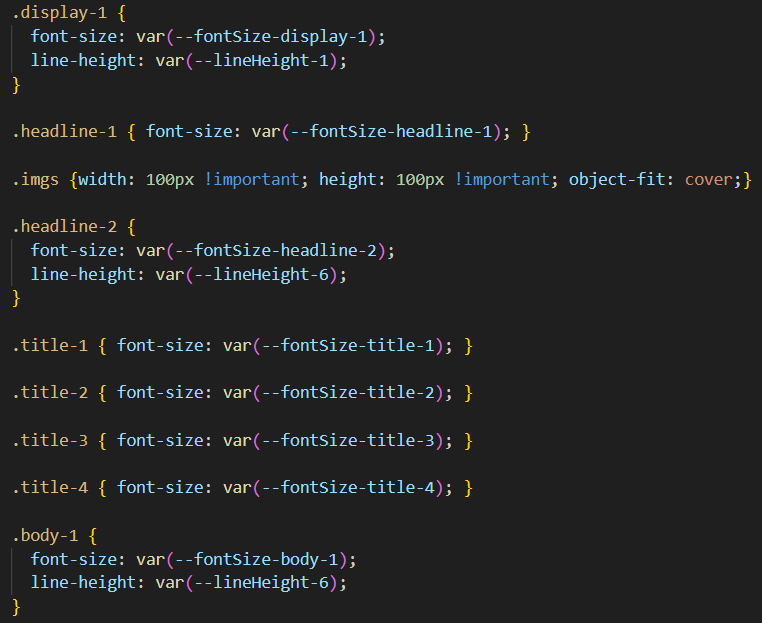 .display-1 {
  font-size: var(--fontSize-display-1);
  line-height: var(--lineHeight-1);
}
.headline-1 { font-size: var(--fontSize-headline-1); }
.imgs {width: 100px !important; height: 100px !important; object-fit: cover;}
.headline-2 {
  font-size: var(--fontSize-headline-2);
  line-height: var(--lineHeight-6);
}
.title-1 { font-size: var(--fontSize-title-1); }
.title-2 { font-size: var(--fontSize-title-2); }
.title-3 { font-size: var(--fontSize-title-3); }
.title-4 { font-size: var(--fontSize-title-4); }
.body-1 {
  font-size: var(--fontSize-body-1);
  line-height: var(--lineHeight-6);
}